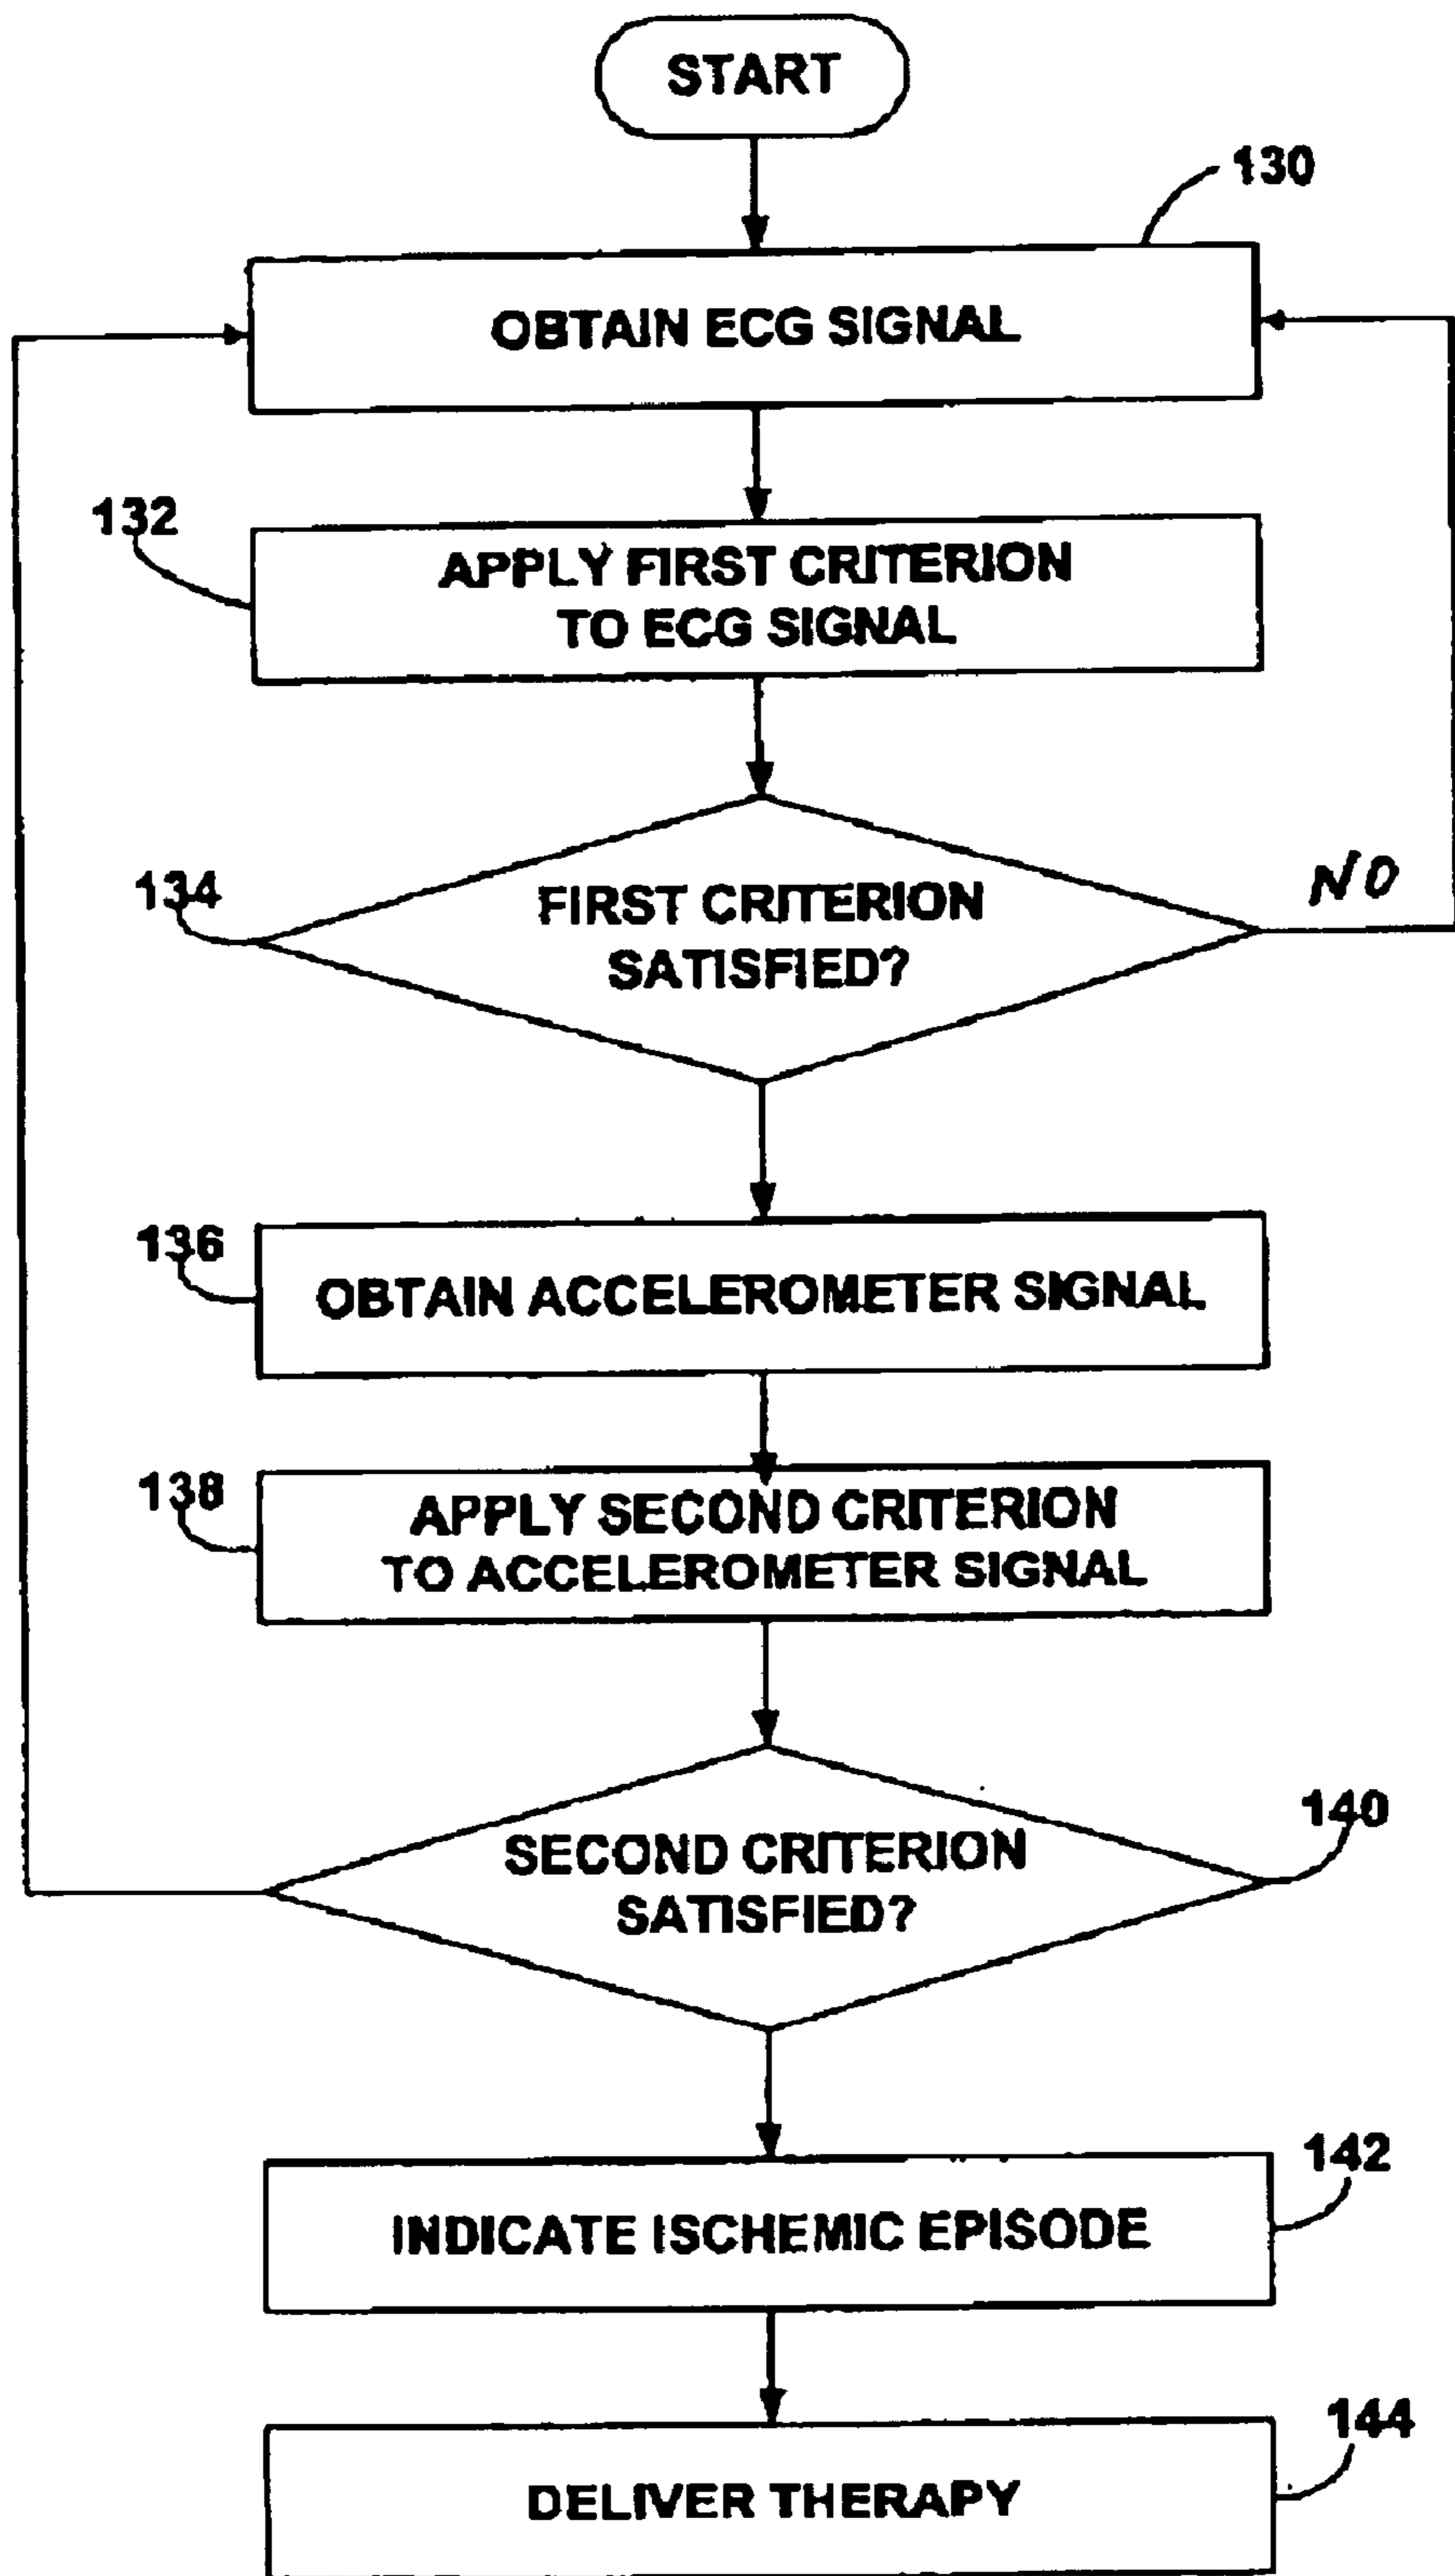 START
130
OBTAIN ECG SIGNAL
132
APPLY FIRST CRITERION
TO ECG SIGNAL
134
FIRST CRITERION
SATISFIED?
NO
136
OBTAIN ACCELEROMETER SIGNAL
138
APPLY SECOND CRITERION
TO ACCELEROMETER SIGNAL
140
SECOND CRITERION
SATISFIED?
142
INDICATE ISCHEMIC EPISODE
144
DELIVER THERAPY